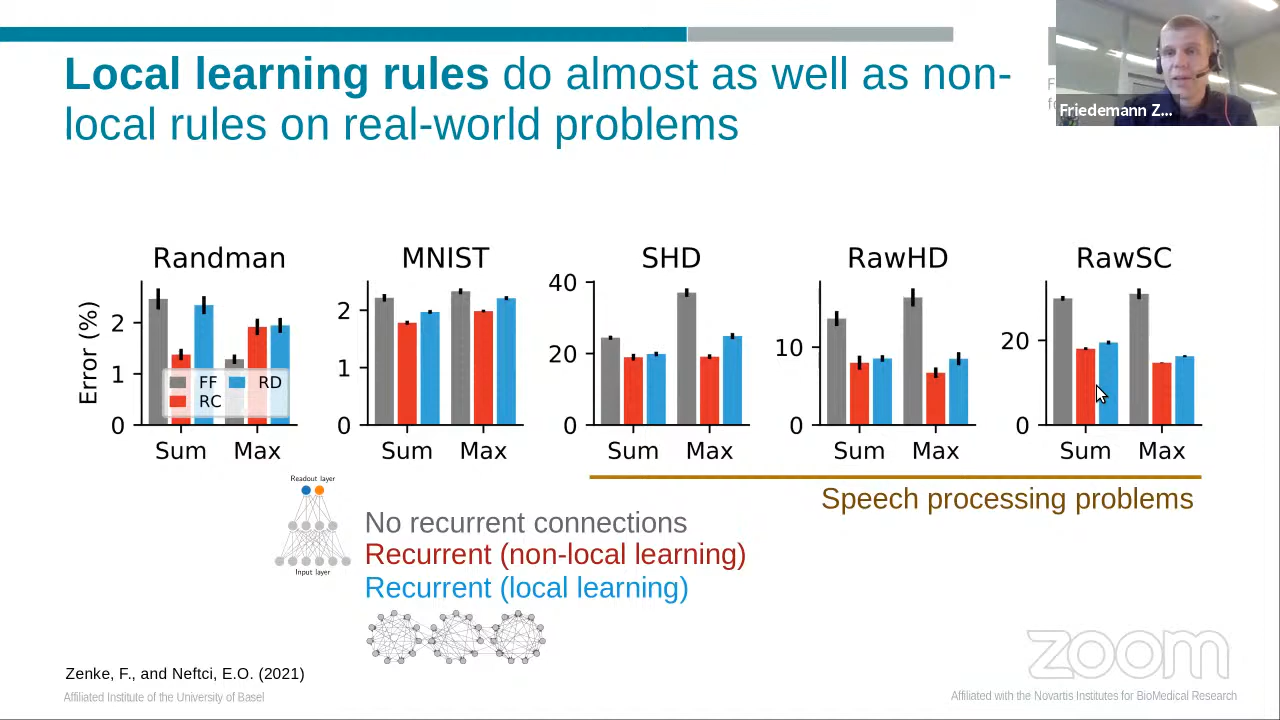 Local learning rules do almost as well as non-
local rules on real-world problems
F
fo
Friedemann Z...
Randman
MNIST
SHD
RawHD
RawSC
Error (%)
2
1
0
FF
RD
RC
Sum Max
2
1
0
Sum Max
40
20
0
Sum Max
10
0
Sum Max
20
0
Sum Max
Speech processing problems
Readout layer
Input layer
No recurrent connections
Recurrent (non-local learning)
Recurrent (local learning)
zoom
Zenke, F., and Neftci, E.O. (2021)
Affiliated Institute of the University of Basel
Affiliated with the Novartis Institutes for BioMedical Research